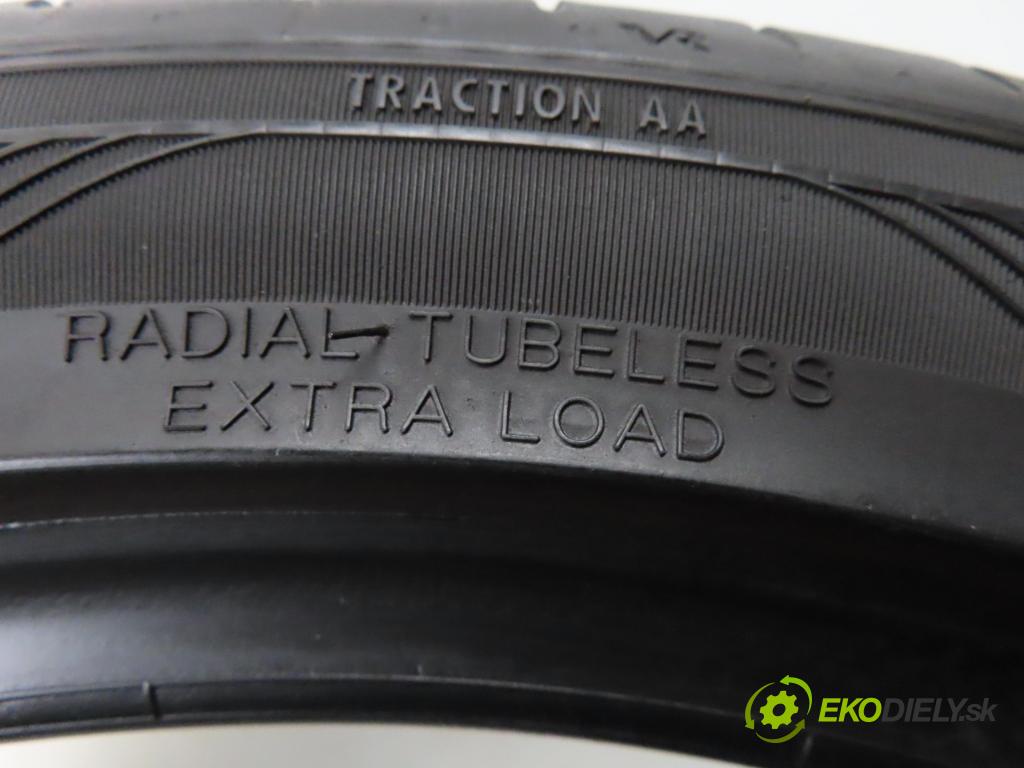 TRACTION AA
RADIAL TUBELESS
EXTRA LOAD
EKODIELY.sk